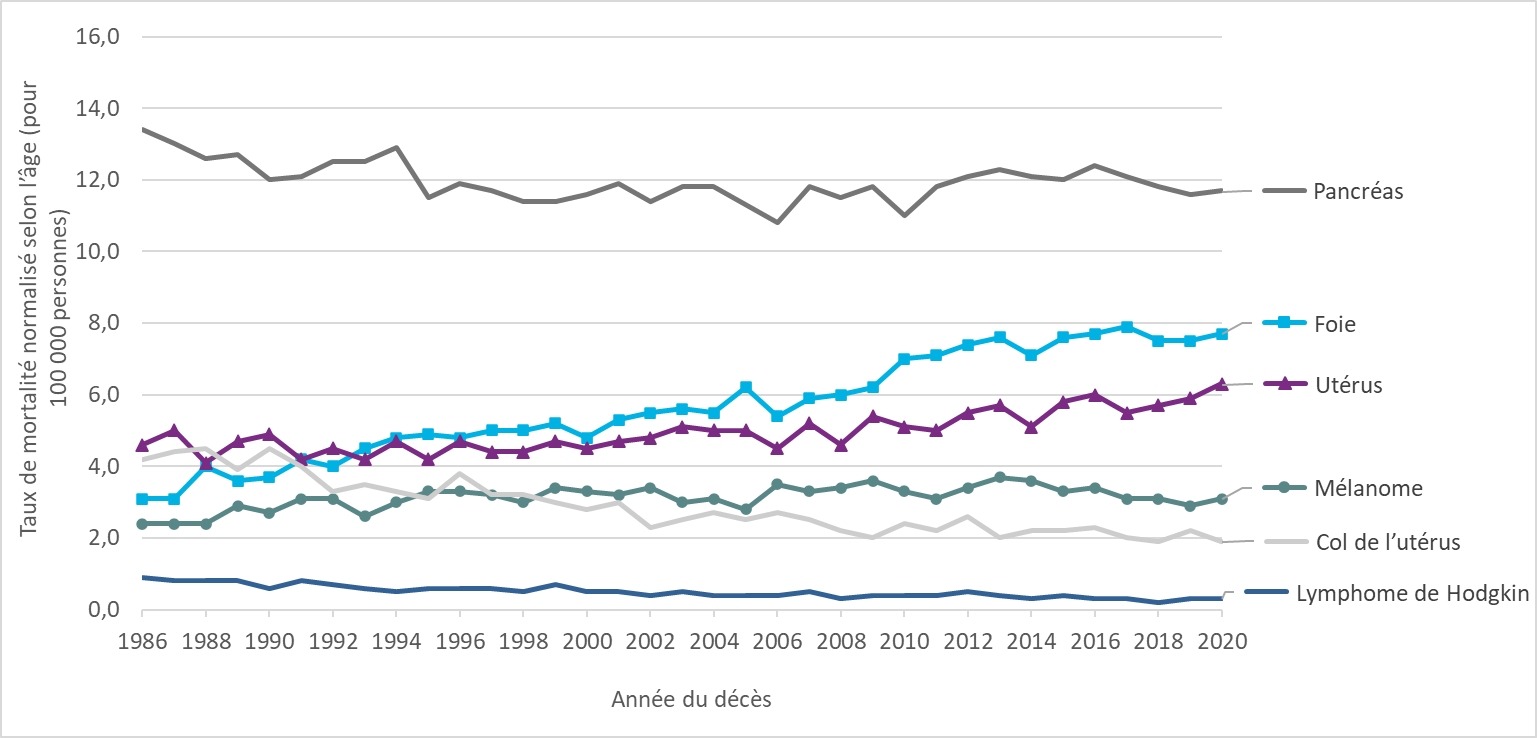 Taux de mortalité normalisé selon l’âge (pour
100 000 personnes)
16,0
14,0
12,0
10,0
8,0
6,0
4,0
2,0
0,0
1986 1988 1990 1992 1994 1996 1998 2000 2002 2004 2006 2008 2010 2012 2014 2016 2018 2020
Année du décès
Pancréas
Foie
Utérus
Mélanome
Col de l’utérus
Lymphome de Hodgkin